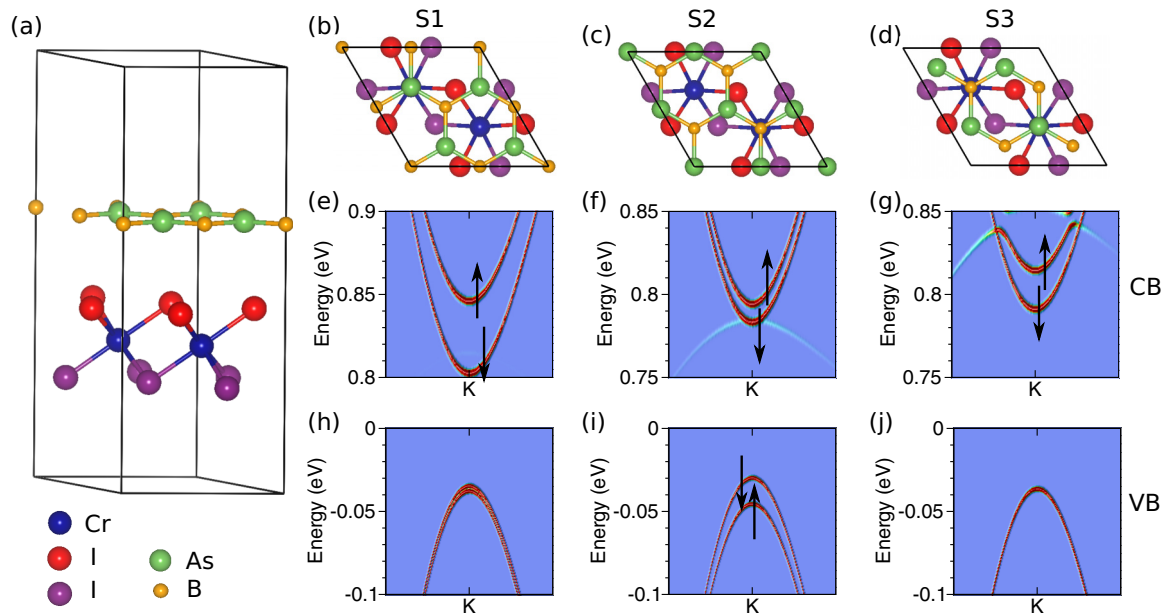 S1 S2 S3
(a) (b) (c) (d)
(e) (f) (g)
0.9 0.85 0.85
Energy (eV) Energy (eV) Energy (eV)
0.85 0.8 0.8
CB
0.8 0.75 0.75
K K K
(h) (i) (j)
0 0 0
Energy (eV) Energy (eV) Energy (eV)
-0.05 -0.05 -0.05
VB
-0.1 -0.1 -0.1
K K K
Cr
I As
I B